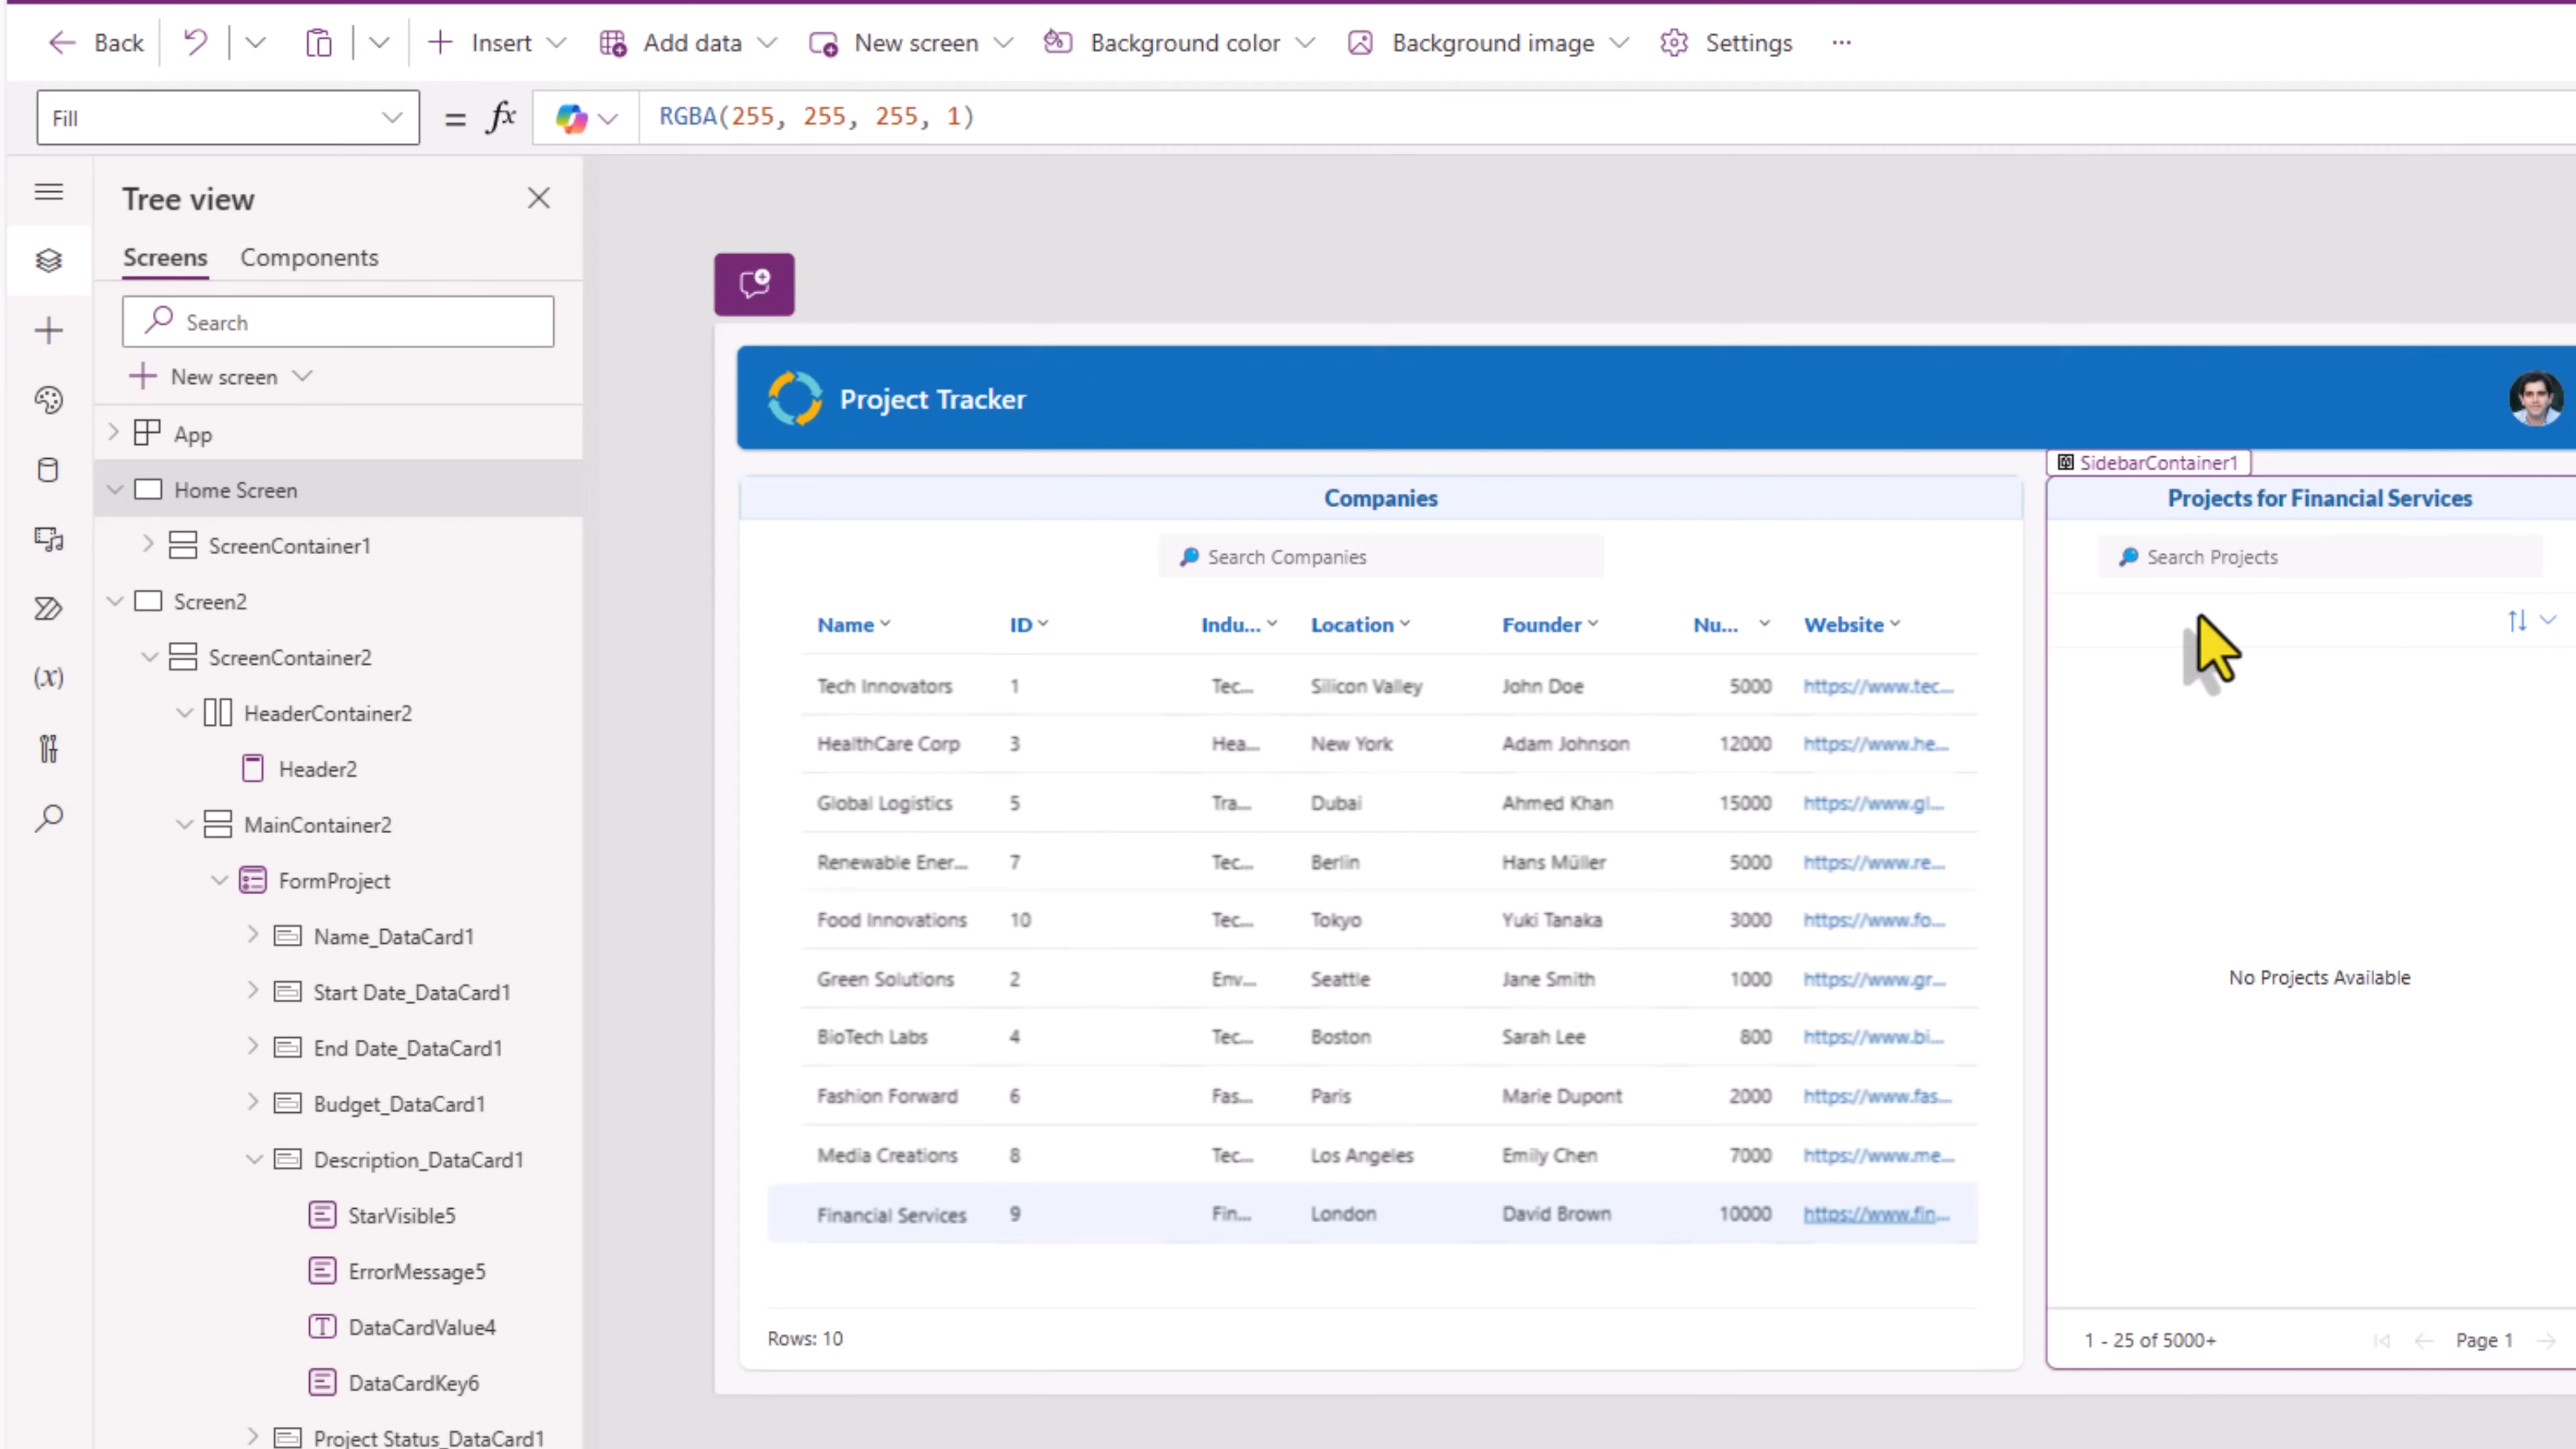 Back
Insert
Add data
New screen
Background color
Background image
Settings
Fill
= fx
RGBA(255, 255, 255, 1)
Tree view
Screens Components
Search
New screen
App
Home Screen
ScreenContainer1
Screen2
ScreenContainer2
HeaderContainer2
Header2
MainContainer2
FormProject
Name_DataCard1
Start Date_DataCard1
End Date_DataCard1
Budget_DataCard1
Description_DataCard1
StarVisible5
ErrorMessage5
DataCardValue4
DataCardKey6
Project Status_DataCard1
(x)
Project Tracker
Companies
Search Companies
Name ID Indu... Location Founder Nu... Website
Tech Innovators 1 Tec... Silicon Valley John Doe 5000 https://www.tec...
HealthCare Corp 3 Hea... New York Adam Johnson 12000 https://www.he...
Global Logistics 5 Tra... Dubai Ahmed Khan 15000 https://www.gl...
Renewable Ener... 7 Tec... Berlin Hans Müller 5000 https://www.re...
Food Innovations 10 Tec... Tokyo Yuki Tanaka 3000 https://www.fo...
Green Solutions 2 Env... Seattle Jane Smith 1000 https://www.gr...
BioTech Labs 4 Tec... Boston Sarah Lee 800 https://www.bi...
Fashion Forward 6 Fas... Paris Marie Dupont 2000 https://www.fas...
Media Creations 8 Tec... Los Angeles Emily Chen 7000 https://www.me...
Financial Services 9 Fin... London David Brown 10000 https://www.fin...
Rows: 10
SidebarContainer1
Projects for Financial Services
Search Projects
No Projects Available
1 - 25 of 5000+
Page 1